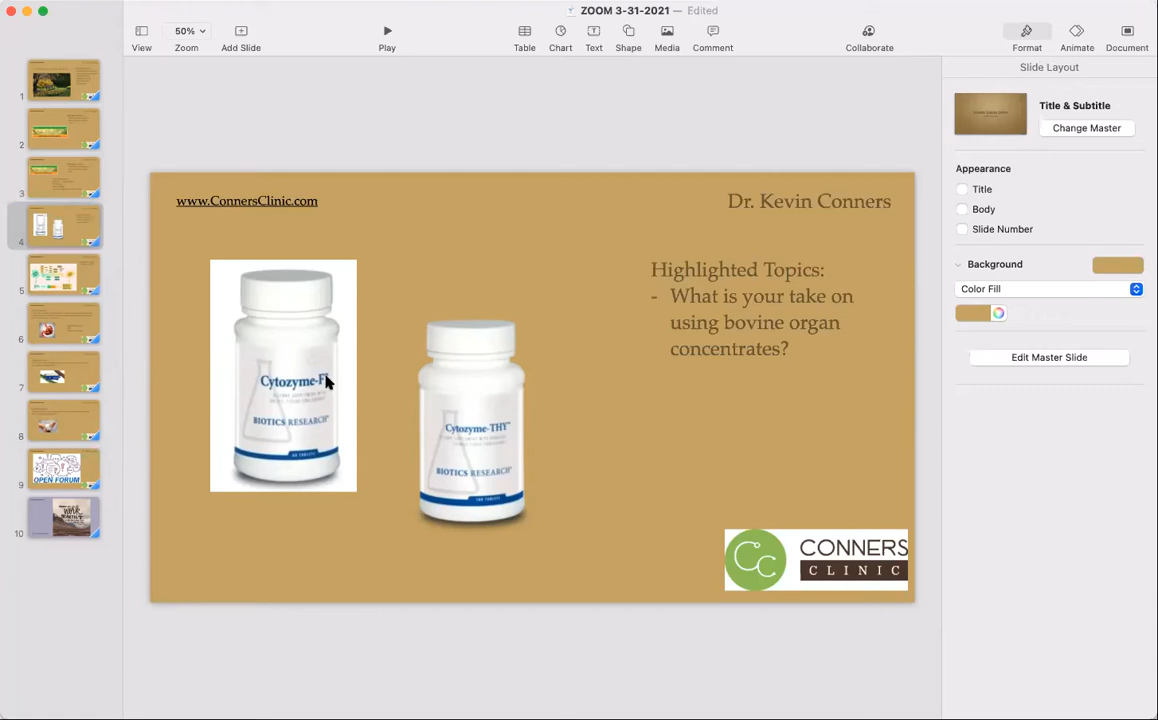 ZOOM 3-31-2021 — Edited
50%
View
Zoom
Add Slide
Play
Table
Chart
Text
Shape
Media
Comment
Collaborate
Format
Animate
Document
1
2
3
4
5
6
7
8
9
OPEN FORUM
10
www.ConnersClinic.com
Dr. Kevin Conners
Highlighted Topics:
- What is your take on
using bovine organ
concentrates?
BIOTICS RESEARCH
Cytozyme-THY™
BIOTICS RESEARCH®
CC
CONNERS
CLINIC
Slide Layout
Title & Subtitle
Change Master
Appearance
Title
Body
Slide Number
Background
Color Fill
Edit Master Slide